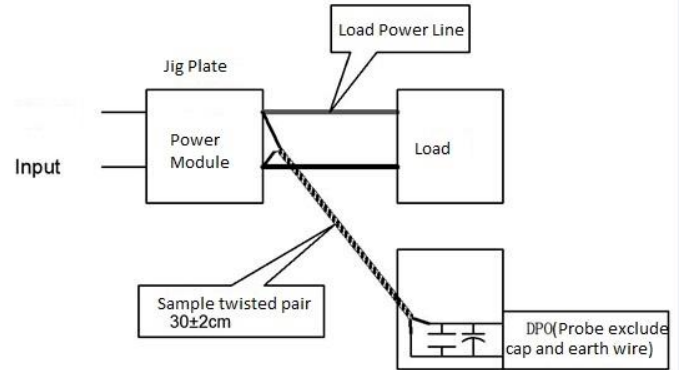 Load Power Line
Jig Plate
Power
Module
Load
Input
Sample twisted pair
30±2cm
DPO(Probe exclude
cap and earth wire)